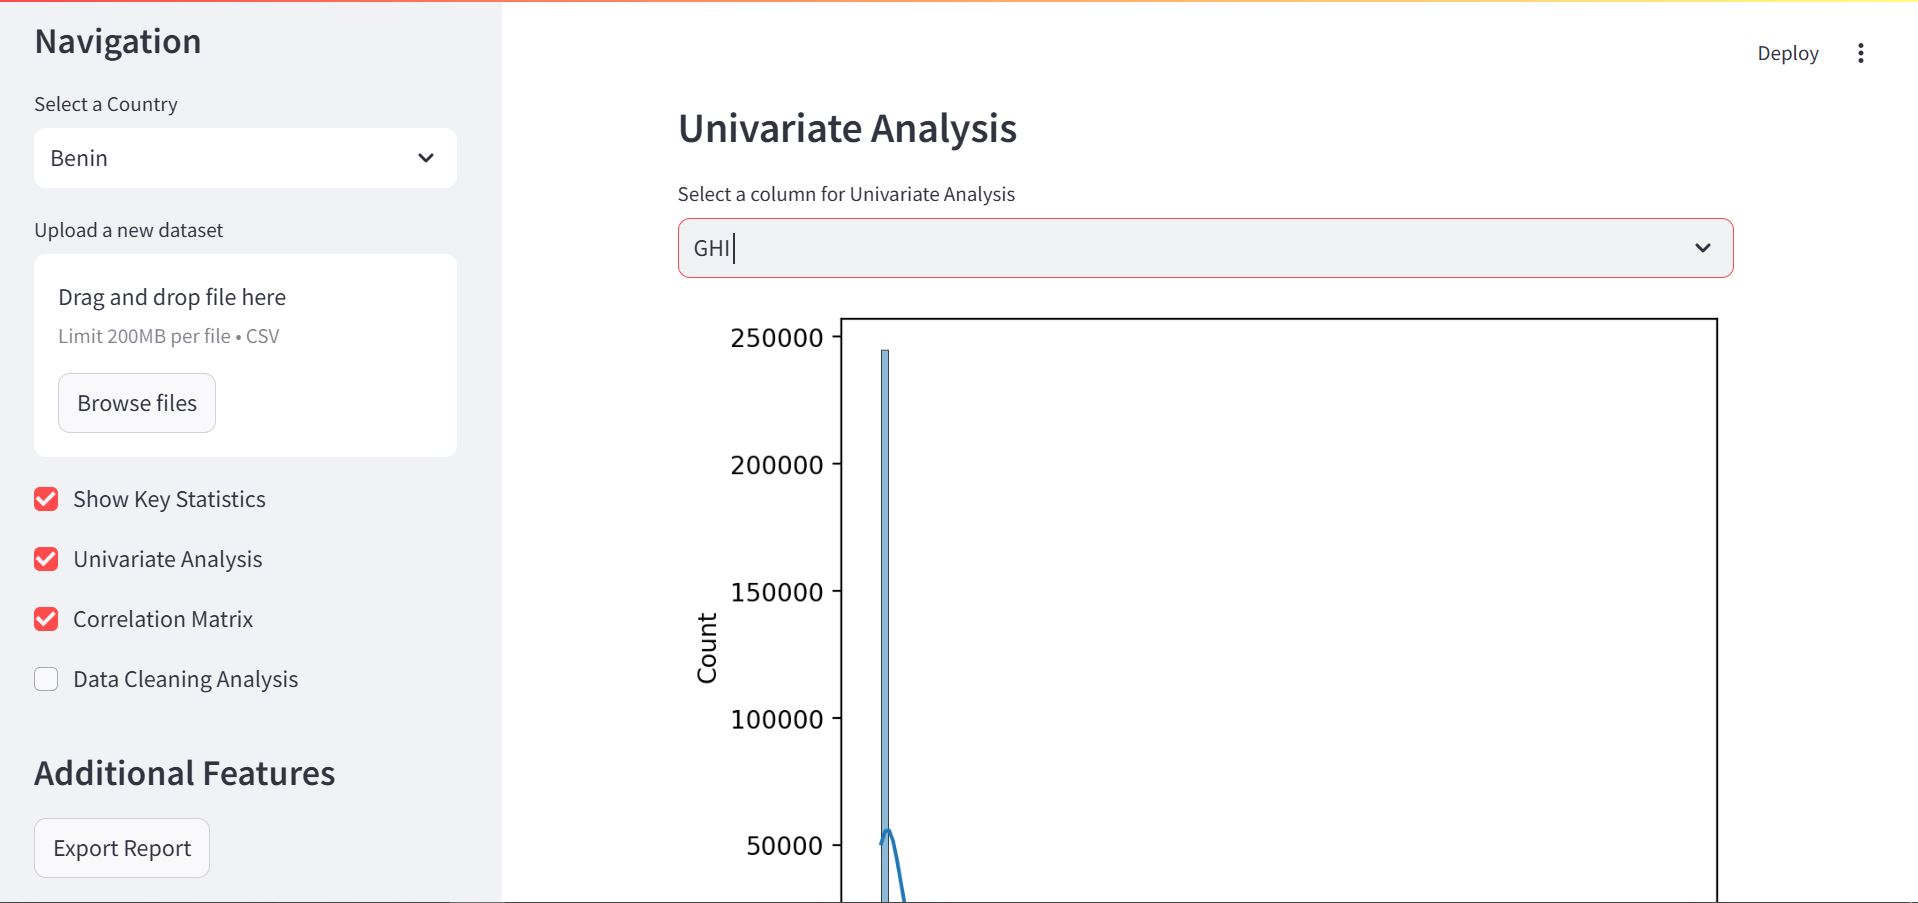 Navigation
Select a Country
Benin
Upload a new dataset
Drag and drop file here
Limit 200MB per file • CSV
Browse files
Show Key Statistics
Univariate Analysis
Correlation Matrix
Data Cleaning Analysis
Additional Features
Export Report
Deploy
Univariate Analysis
Select a column for Univariate Analysis
GHI
250000
200000
150000
100000
50000
Count